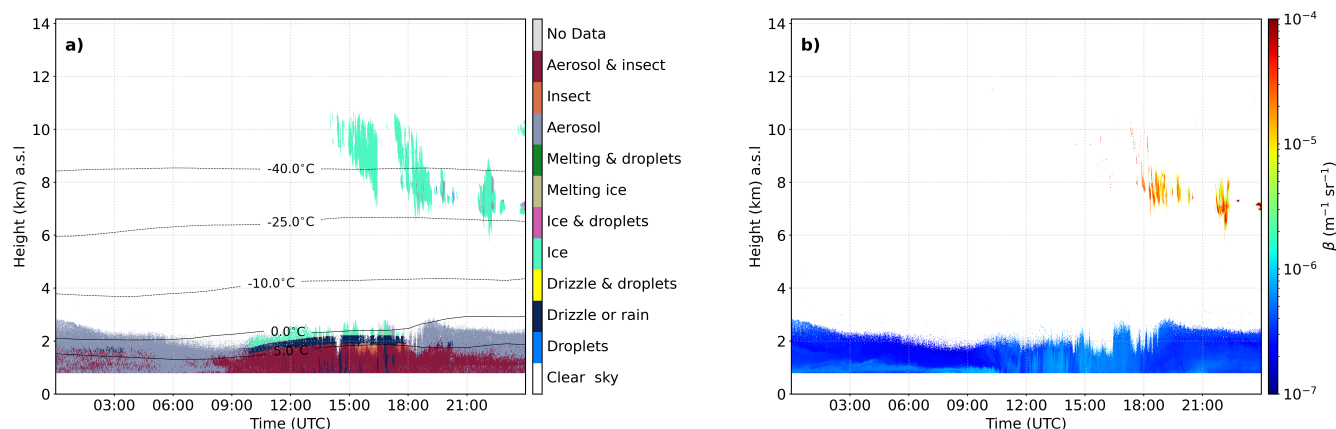 a)
14
12
10
8
6
4
2
0
Height (km) a.s.l
-40.0°C
-25.0°C
-10.0°C
0.0°C
5.0°C
03:00 06:00 09:00 12:00 15:00 18:00 21:00
Time (UTC)
No Data
Aerosol & insect
Insect
Aerosol
Melting & droplets
Melting ice
Ice & droplets
Ice
Drizzle & droplets
Drizzle or rain
Droplets
Clear sky
b)
14
12
10
8
6
4
2
0
Height (km) a.s.l
03:00 06:00 09:00 12:00 15:00 18:00 21:00
Time (UTC)
10⁻⁴
10⁻⁵
10⁻⁶
10⁻⁷
β (m⁻¹ sr⁻¹)